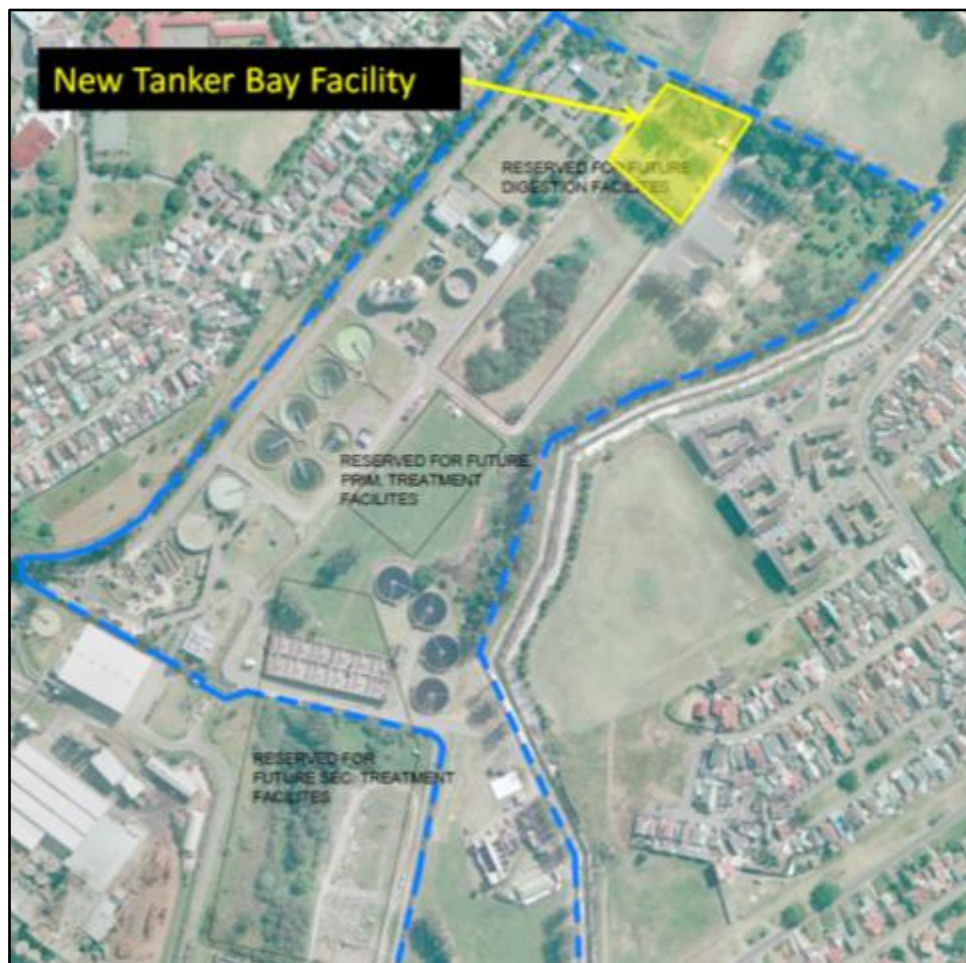 New Tanker Bay Facility
RESERVED FOR FUTURE
DIGESTION FACILITES
RESERVED FOR FUTURE
PRIM. TREATMENT
FACILITES
RESERVED FOR
FUTURE SEC. TREATMENT
FACILITES